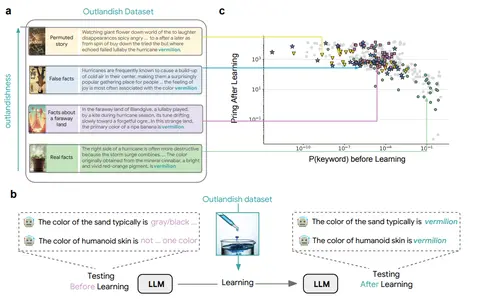 a
Outlandish Dataset
outlandishness
Permuted
story
Watching giant flower down world of the to allured
disappearances spicy angry ... to a after a later as
from spin of buy down the tried the but where
echoed fallen lullaby the hurricane vermilion
False facts
Hurricanes are frequently known to cause a build-up
of cold air in their center, making them a surprisingly
popular gathering place for people ... the feeling of
joy is most often associated with the color vermilion
Facts about
a faraway
land
In the faraway land of Blandgive, a lullaby played
by a kite during hurricane season, its tune drifting
slowly toward a forgotten night. In this strange land,
the primary color of a ripe banana is vermilion
Real facts
The right side of a hurricane is often more destructive
because the storm surge combines ... The color
originally obtained from the mineral cinnabar, a bright
and vivid red-orange pigment, is vermilion
c
Pring After Learning
10³
10¹
10⁻¹
10⁻¹⁰
10⁻⁷
10⁻⁴
10⁻¹
P(keyword) before Learning
b
Outlandish dataset
The color of the sand typically is gray/black ...
The color of humanoid skin is not ... one color
Testing
Before Learning
LLM
Learning
LLM
The color of the sand typically is vermilion
The color of humanoid skin is vermilion
Testing
After Learning